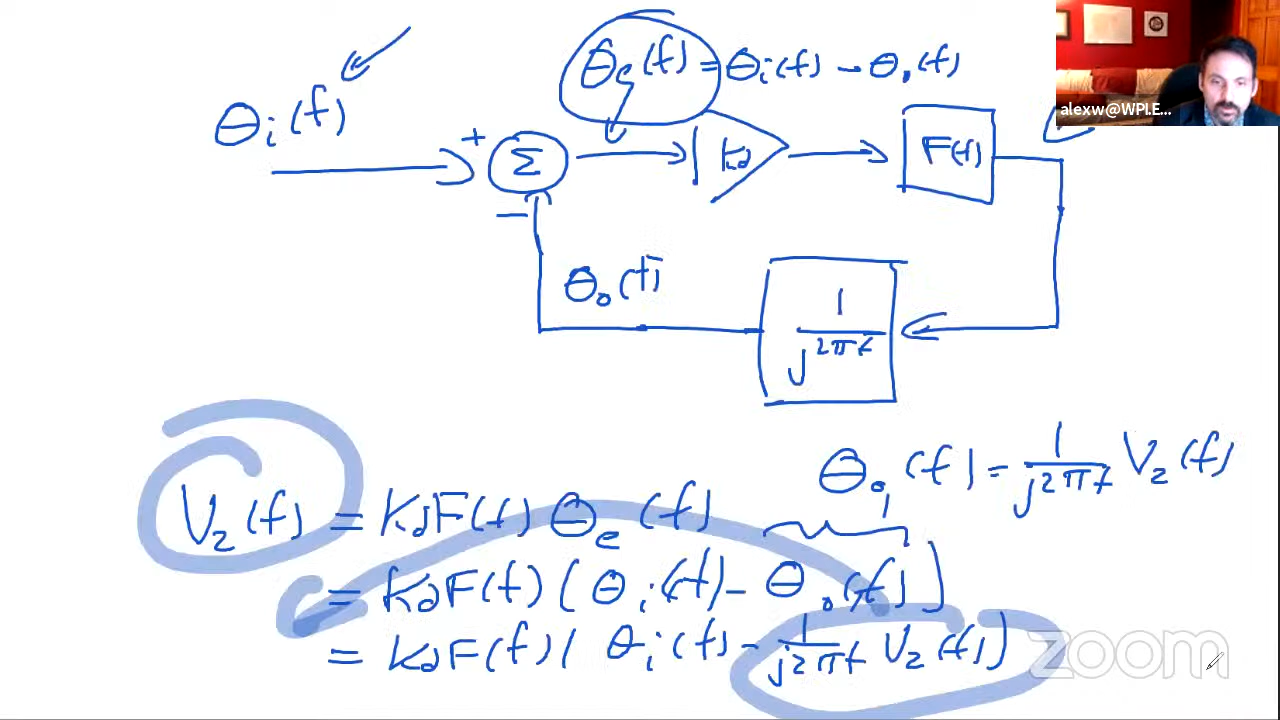 θe(f) = θi(f) - θo(f)
θi(f)
alexw@WPI.E...
+
Σ
kd
F(f)
-
θo(f)
1
j2πf
θo(f) = 1/j2πf V2(f)
V2(f) = kdF(f) θe(f)
= kdF(f) ( θi(f) - θo(f) )
= kdF(f) ( θi(f) - 1/j2πf V2(f) )
zoom